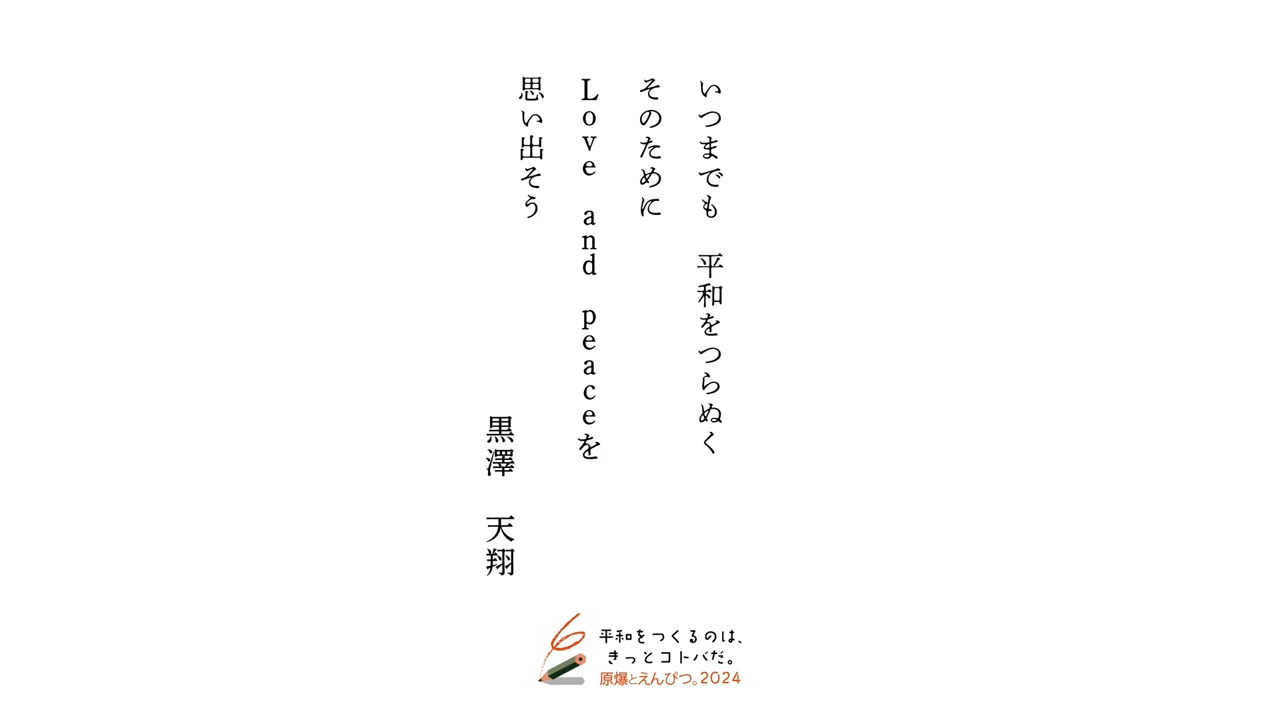 いつまでも　平和をつらぬく
そのために
Love and peaceを
思い出そう
黒澤　天翔
平和をつくるのは、
きっとコトバだ。
原爆とえんぴつ。2024